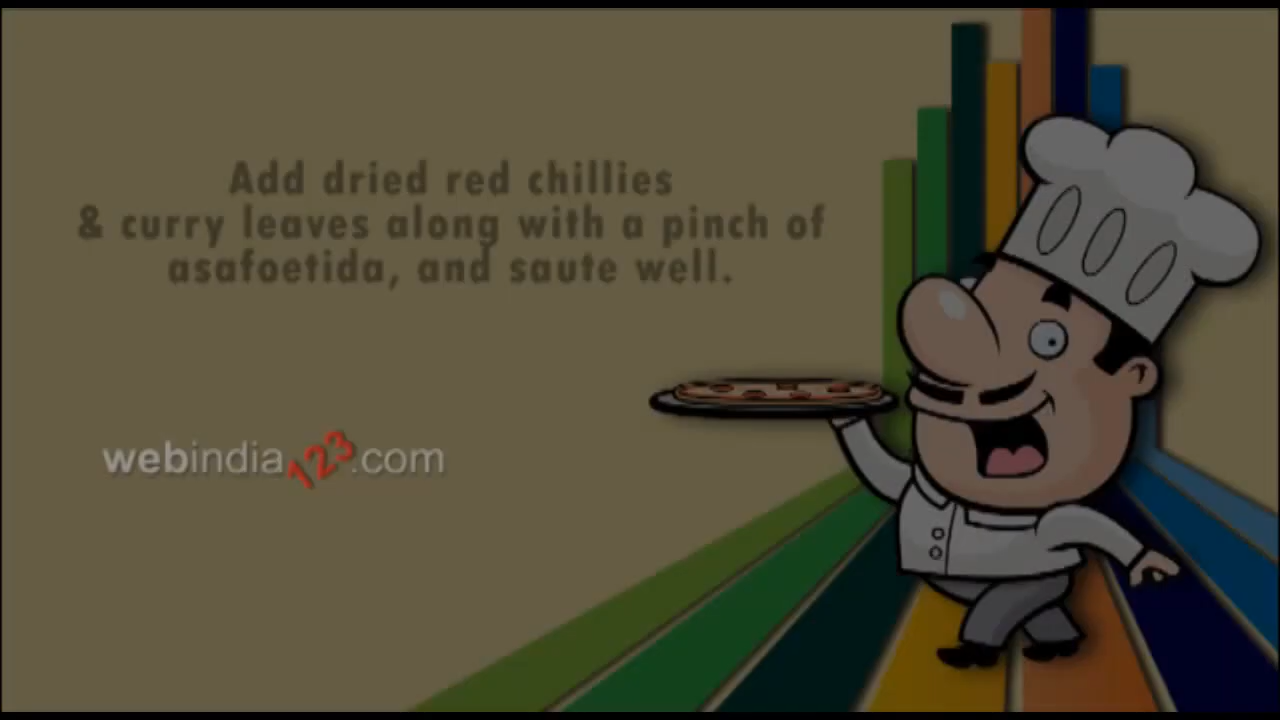 Add dried red chillies
& curry leaves along with a pinch of
asafoetida, and saute well.
webindia123.com